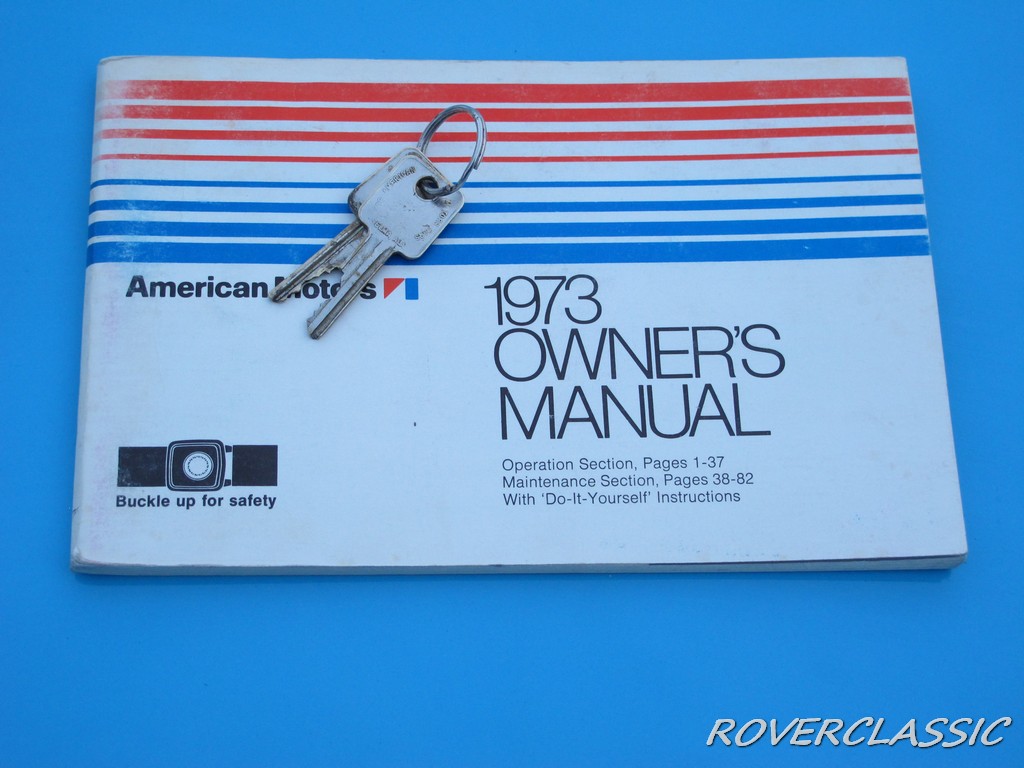 American Motors
1973
OWNER'S
MANUAL
Operation Section, Pages 1-37
Maintenance Section, Pages 38-82
With 'Do-It-Yourself' Instructions
Buckle up for safety
ROVERCLASSIC